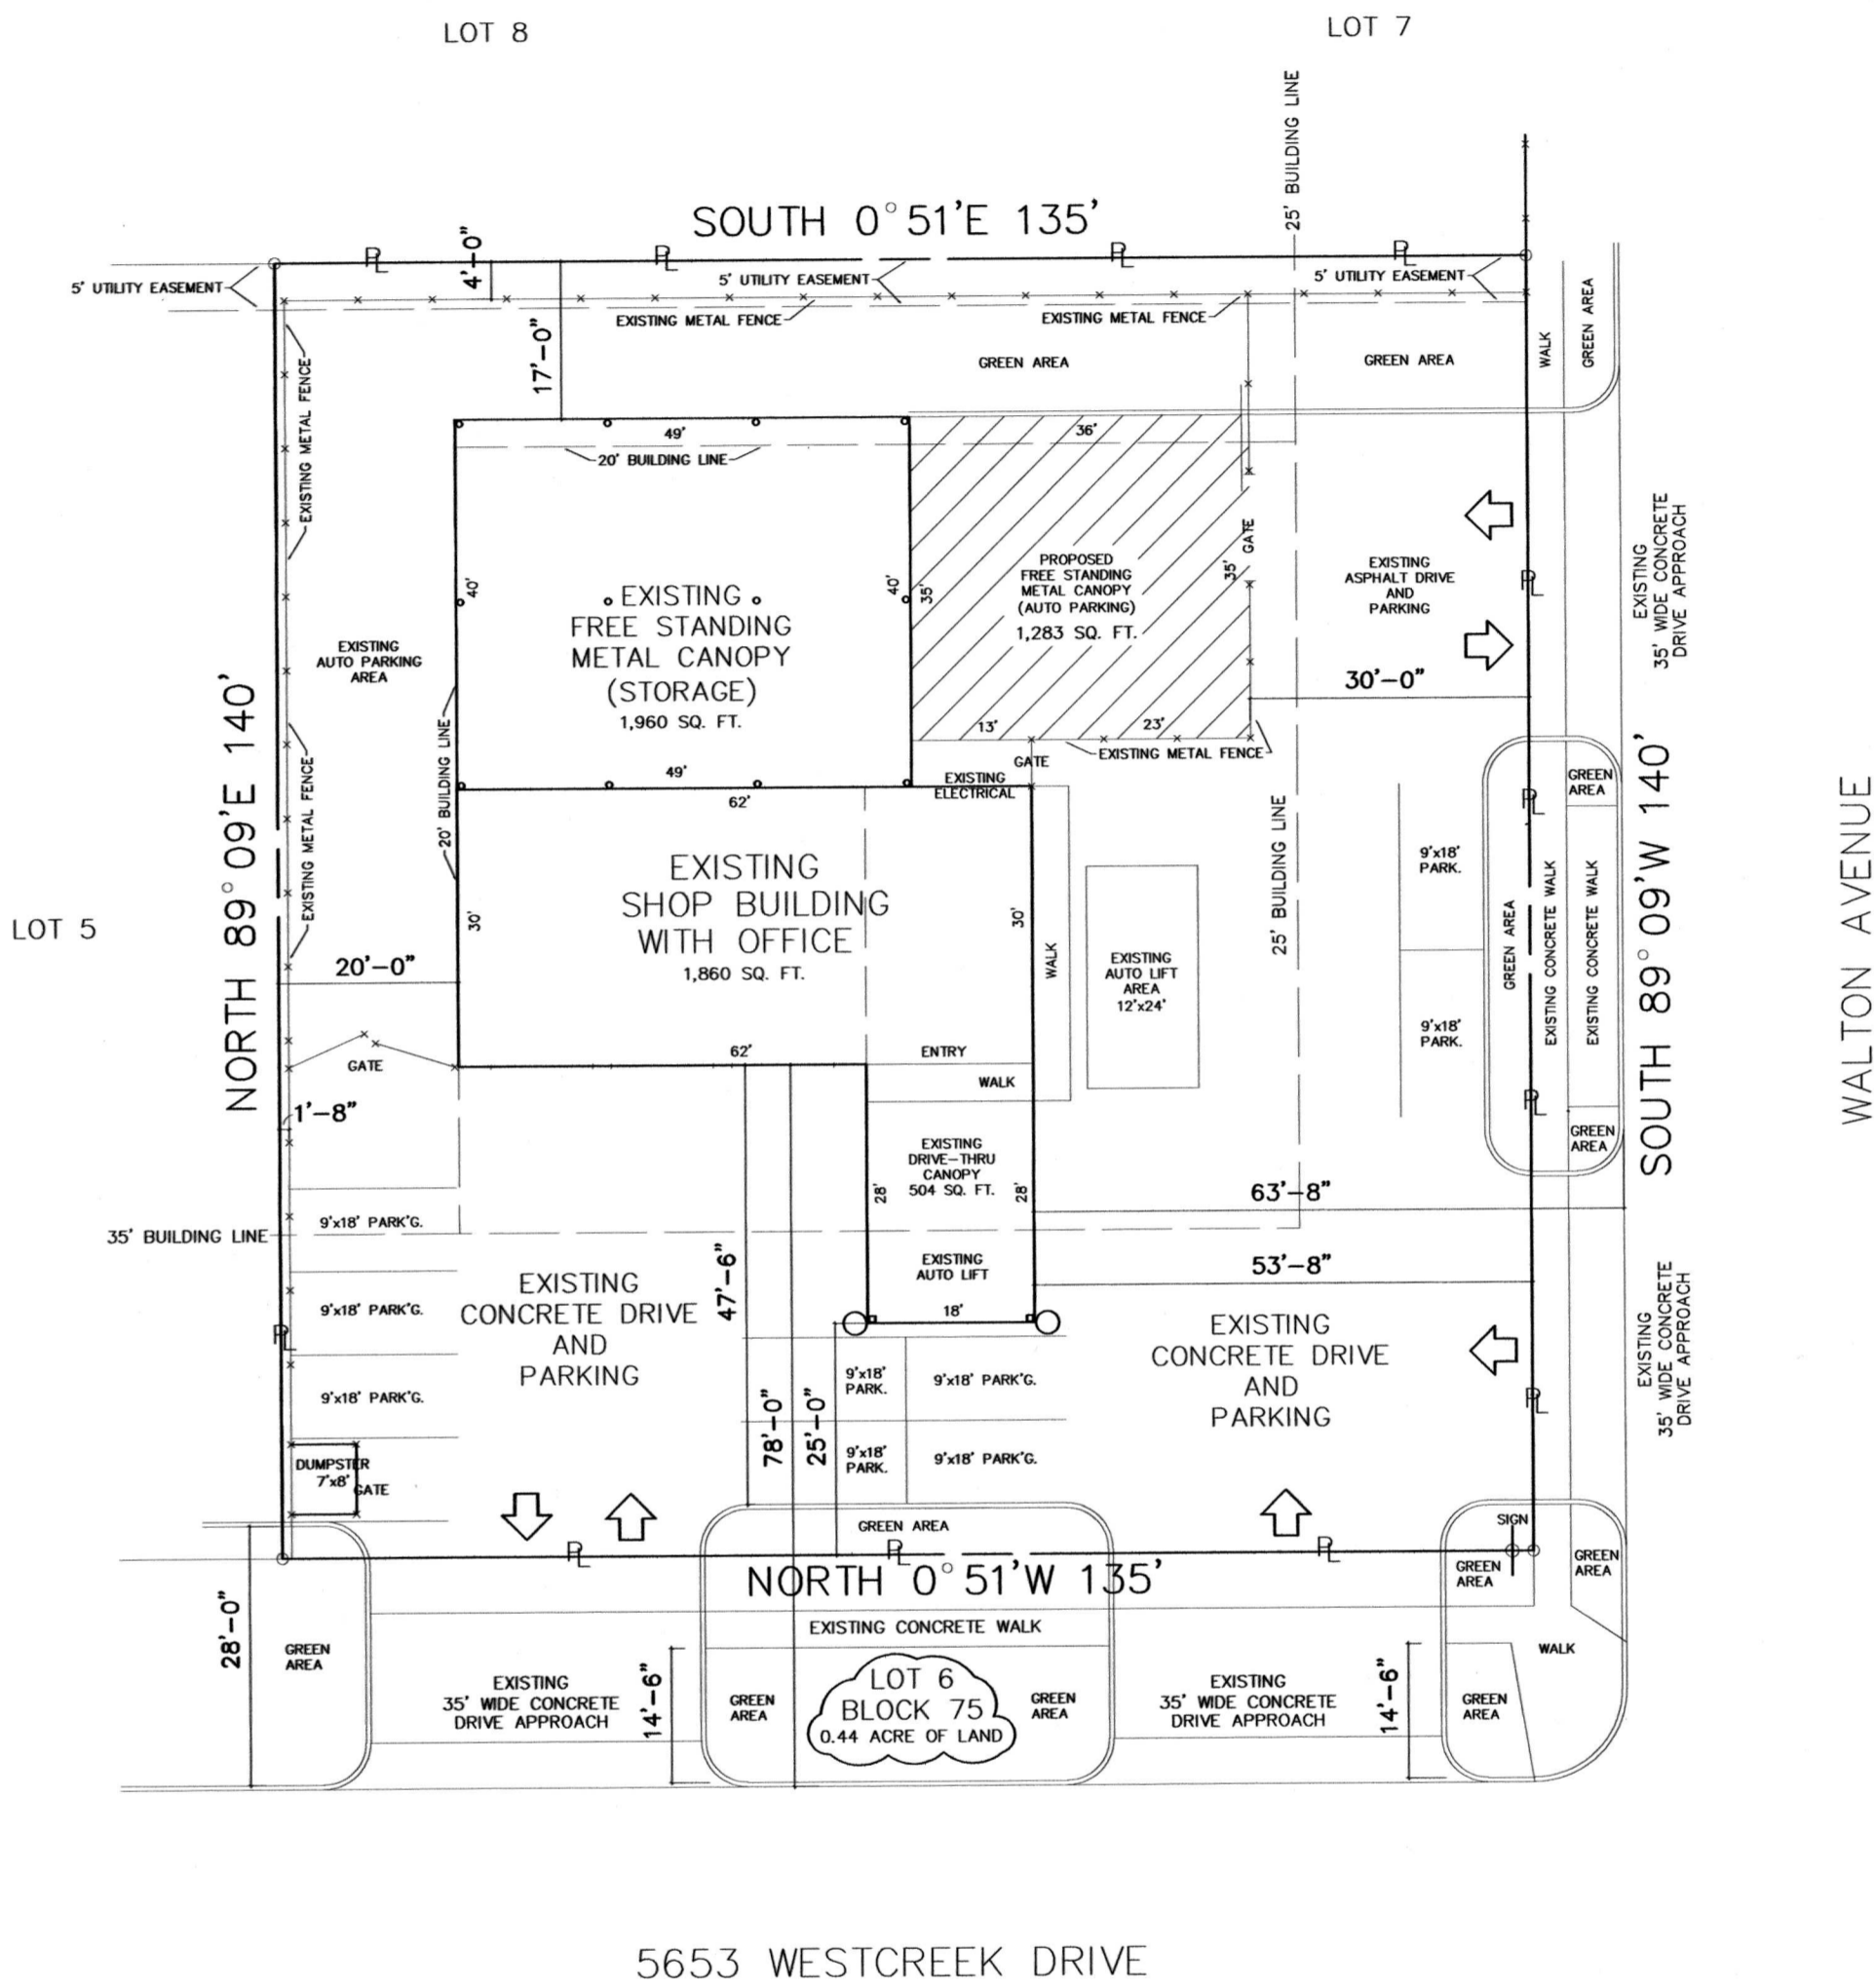 LOT 8
LOT 7
25' BUILDING LINE
SOUTH 0°51'E 135'
4'-0"
5' UTILITY EASEMENT
5' UTILITY EASEMENT
5' UTILITY EASEMENT
EXISTING METAL FENCE
EXISTING METAL FENCE
17'-0"
GREEN AREA
GREEN AREA
WALK
GREEN AREA
EXISTING METAL FENCE
49'
20' BUILDING LINE
36'
40'
40'
35'
EXISTING
FREE STANDING
METAL CANOPY
(STORAGE)
1,960 SQ. FT.
PROPOSED
FREE STANDING
METAL CANOPY
(AUTO PARKING)
1,283 SQ. FT.
35'
GATE
EXISTING
ASPHALT DRIVE
AND
PARKING
EXISTING
35' WIDE CONCRETE
DRIVE APPROACH
EXISTING
AUTO PARKING
AREA
30'-0"
NORTH 89°09'E 140'
20' BUILDING LINE
EXISTING METAL FENCE
13'
23'
EXISTING METAL FENCE
GATE
49'
62'
EXISTING
ELECTRICAL
GREEN
AREA
EXISTING
SHOP BUILDING
WITH OFFICE
1,860 SQ. FT.
30'
30'
WALK
EXISTING
AUTO LIFT
AREA
12'x24'
25' BUILDING LINE
9'x18'
PARK.
9'x18'
PARK.
GREEN AREA
EXISTING CONCRETE WALK
EXISTING CONCRETE WALK
SOUTH 89°09'W 140'
WALTON AVENUE
LOT 5
20'-0"
62'
ENTRY
GATE
WALK
1'-8"
GREEN
AREA
EXISTING
DRIVE-THRU
CANOPY
504 SQ. FT.
28'
28'
63'-8"
9'x18' PARK'G.
35' BUILDING LINE
EXISTING
AUTO LIFT
53'-8"
18'
9'x18' PARK'G.
EXISTING
CONCRETE DRIVE
AND
PARKING
47'-6"
EXISTING
CONCRETE DRIVE
AND
PARKING
EXISTING
35' WIDE CONCRETE
DRIVE APPROACH
9'x18' PARK'G.
78'-0"
25'-0"
9'x18'
PARK.
9'x18' PARK'G.
9'x18'
PARK.
9'x18' PARK'G.
DUMPSTER
7'x8'
GATE
GREEN AREA
SIGN
NORTH 0°51'W 135'
GREEN
AREA
GREEN
AREA
28'-0"
GREEN
AREA
EXISTING CONCRETE WALK
WALK
EXISTING
35' WIDE CONCRETE
DRIVE APPROACH
14'-6"
GREEN
AREA
LOT 6
BLOCK 75
0.44 ACRE OF LAND
GREEN
AREA
EXISTING
35' WIDE CONCRETE
DRIVE APPROACH
14'-6"
GREEN
AREA
5653 WESTCREEK DRIVE